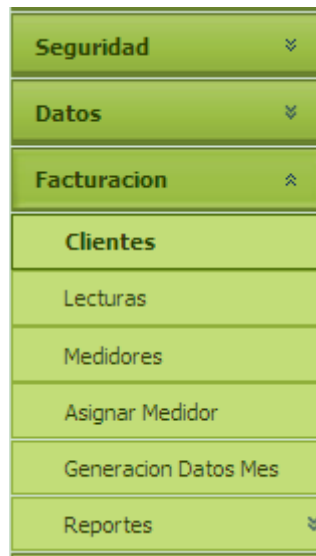 Seguridad
Datos
Facturacion
Clientes
Lecturas
Medidores
Asignar Medidor
Generacion Datos Mes
Reportes